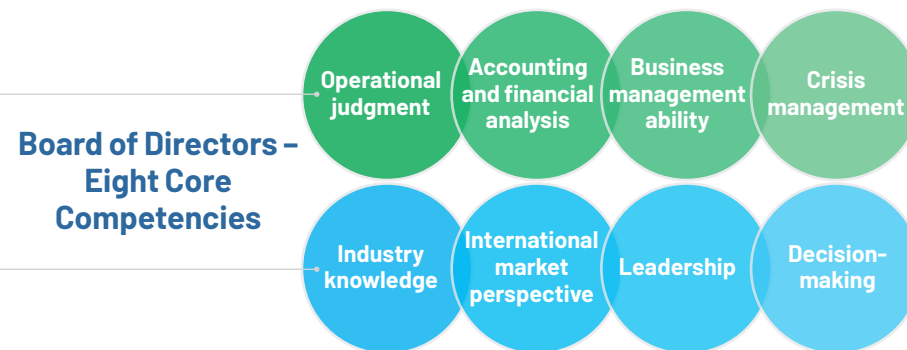 Board of Directors –
Eight Core
Competencies
Operational
judgment
Accounting
and financial
analysis
Business
management
ability
Crisis
management
Industry
knowledge
International
market
perspective
Leadership
Decision-
making